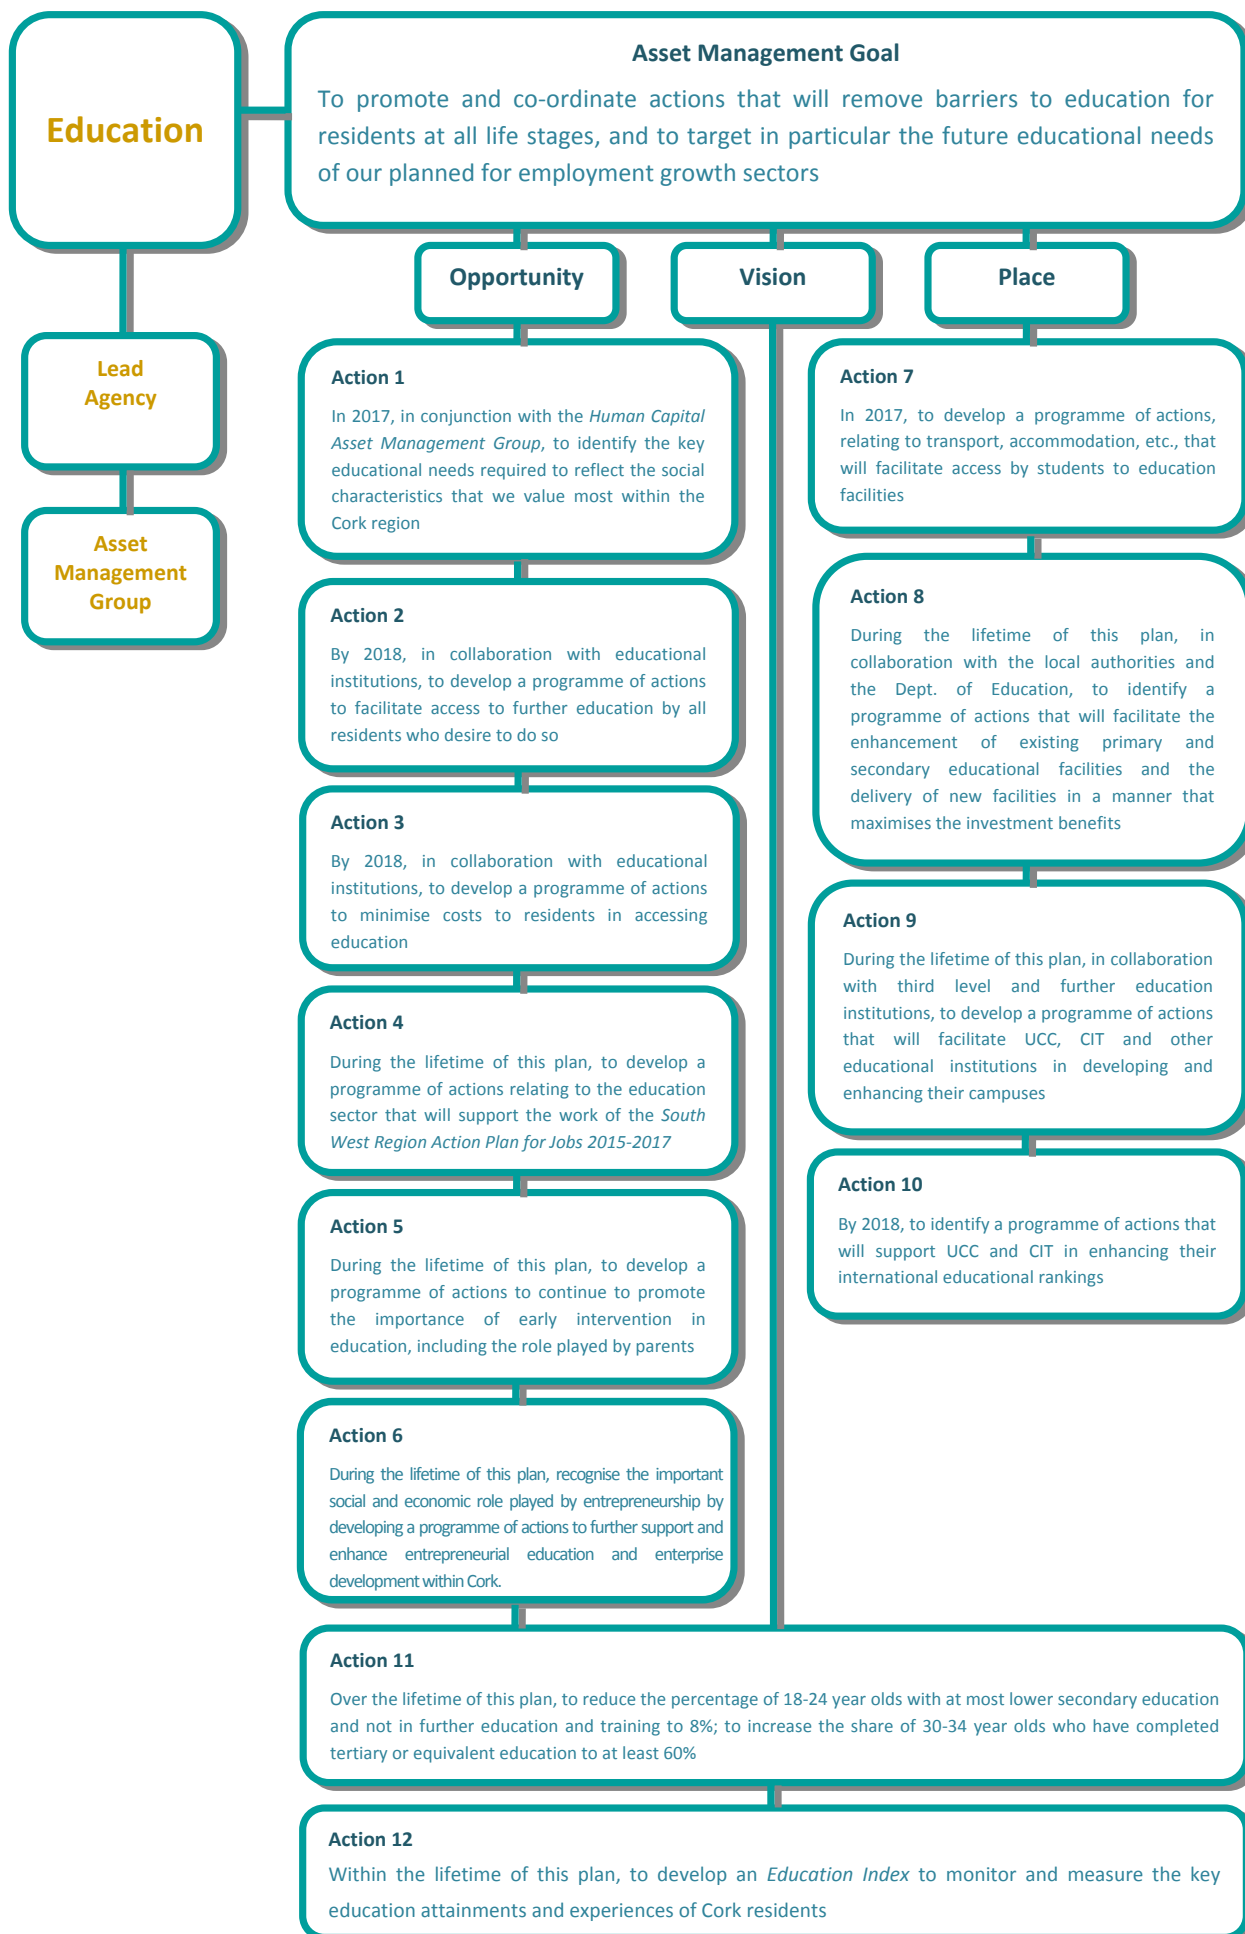 Education
Asset Management Goal
To promote and co-ordinate actions that will remove barriers to education for
residents at all life stages, and to target in particular the future educational needs
of our planned for employment growth sectors
Lead
Agency
Asset
Management
Group
Opportunity
Vision
Place
Action 1
In 2017, in conjunction with the Human Capital
Asset Management Group, to identify the key
educational needs required to reflect the social
characteristics that we value most within the
Cork region
Action 2
By 2018, in collaboration with educational
institutions, to develop a programme of actions
to facilitate access to further education by all
residents who desire to do so
Action 3
By 2018, in collaboration with educational
institutions, to develop a programme of actions
to minimise costs to residents in accessing
education
Action 4
During the lifetime of this plan, to develop a
programme of actions relating to the education
sector that will support the work of the South
West Region Action Plan for Jobs 2015-2017
Action 5
During the lifetime of this plan, to develop a
programme of actions to continue to promote
the importance of early intervention in
education, including the role played by parents
Action 6
During the lifetime of this plan, recognise the important
social and economic role played by entrepreneurship by
developing a programme of actions to further support and
enhance entrepreneurial education and enterprise
development within Cork.
Action 7
In 2017, to develop a programme of actions,
relating to transport, accommodation, etc., that
will facilitate access by students to education
facilities
Action 8
During the lifetime of this plan, in
collaboration with the local authorities and
the Dept. of Education, to identify a
programme of actions that will facilitate the
enhancement of existing primary and
secondary educational facilities and the
delivery of new facilities in a manner that
maximises the investment benefits
Action 9
During the lifetime of this plan, in collaboration
with third level and further education
institutions, to develop a programme of actions
that will facilitate UCC, CIT and other
educational institutions in developing and
enhancing their campuses
Action 10
By 2018, to identify a programme of actions that
will support UCC and CIT in enhancing their
international educational rankings
Action 11
Over the lifetime of this plan, to reduce the percentage of 18-24 year olds with at most lower secondary education
and not in further education and training to 8%; to increase the share of 30-34 year olds who have completed
tertiary or equivalent education to at least 60%
Action 12
Within the lifetime of this plan, to develop an Education Index to monitor and measure the key
education attainments and experiences of Cork residents